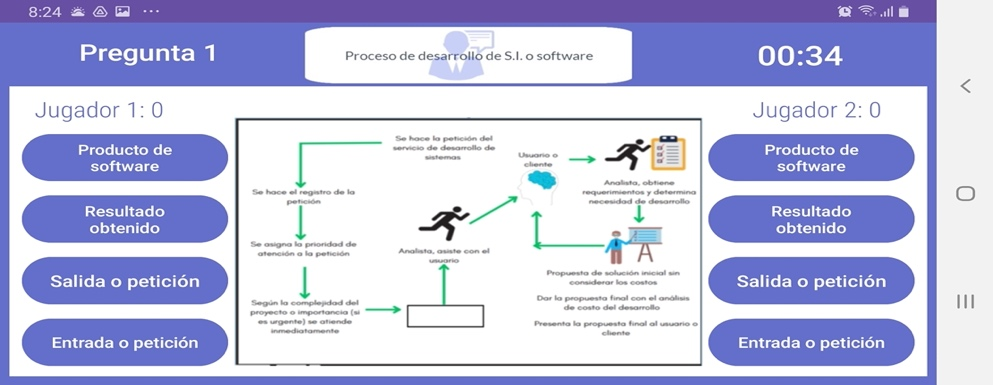 8:24
Pregunta 1
Proceso de desarrollo de S.I. o software
00:34
Jugador 1: 0
Jugador 2: 0
Producto de
software
Resultado
obtenido
Salida o petición
Entrada o petición
Se hace la petición del
servicio de desarrollo de
sistemas
Se hace el registro de la
petición
Se asigna la prioridad de
atención a la petición
Según la complejidad del
proyecto o importancia (si
es urgente) se atiende
inmediatamente
Analista, asiste con el
usuario
Usuario o
cliente
Analista, obtiene
requerimientos y determina
necesidad de desarrollo
Propuesta de solución inicial sin
considerar los costos
Dar la propuesta final con el análisis
de costo del desarrollo
Presenta la propuesta final al usuario o
cliente
Producto de
software
Resultado
obtenido
Salida o petición
Entrada o petición